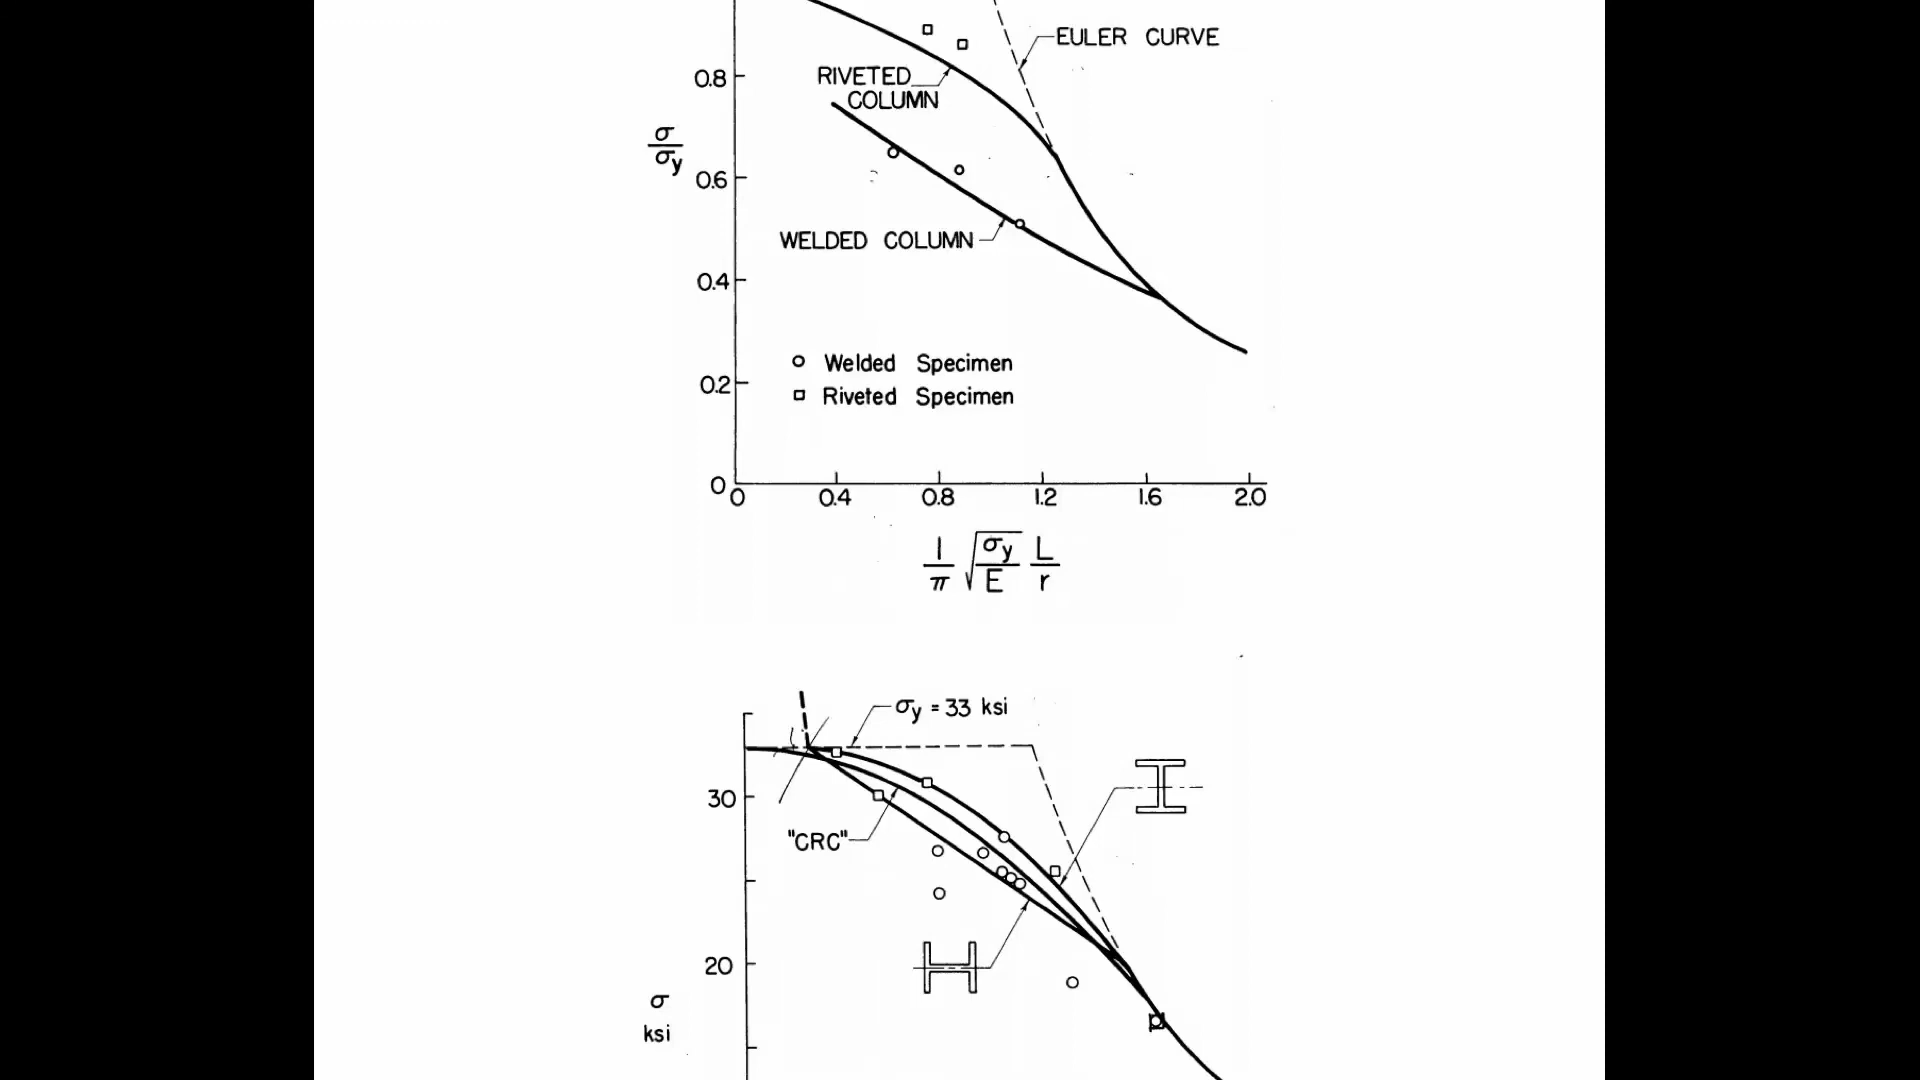 EULER CURVE
0.8
RIVETED
COLUMN
σ
σy
0.6
WELDED COLUMN
0.4
Welded Specimen
0.2
Riveted Specimen
0
0 0.4 0.8 1.2 1.6 2.0
1/π √(σy/E) L/r
σy = 33 ksi
30
"CRC"
20
σ
ksi